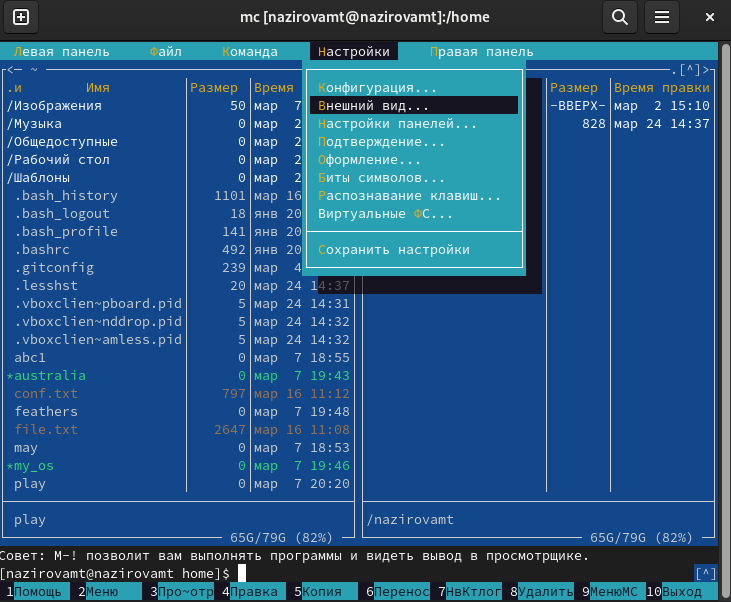 mc [nazirovamt@nazirovamt]:/home
Левая панель Файл Команда Настройки Правая панель
<─ ~ .[^]>
.и Имя Размер Время Размер Время правки
Конфигурация...
/Изображения 50 мар 7 Внешний вид... -ВВЕРХ- мар 2 15:10
/Музыка 0 мар 2 Настройки панелей... 828 мар 24 14:37
/Общедоступные 0 мар 2 Подтверждение...
/Рабочий стол 0 мар 2 Оформление...
/Шаблоны 0 мар 2 Биты символов...
.bash_history 1101 мар 16 Распознавание клавиш...
.bash_logout 18 янв 20 Виртуальные ФС...
.bash_profile 141 янв 20
.bashrc 492 янв 20 Сохранить настройки
.gitconfig 239 мар 4
.lesshst 20 мар 24 14:37
.vboxclien~pboard.pid 5 мар 24 14:31
.vboxclien~nddrop.pid 5 мар 24 14:32
.vboxclien~amless.pid 5 мар 24 14:32
abc1 0 мар 7 18:55
*australia 0 мар 7 19:43
conf.txt 797 мар 16 11:12
feathers 0 мар 7 19:48
file.txt 2647 мар 16 11:08
may 0 мар 7 18:53
*my_os 0 мар 7 19:46
play 0 мар 7 20:20
play /nazirovamt
65G/79G (82%) 65G/79G (82%)
Совет: M-! позволит вам выполнять программы и видеть вывод в просмотрщике.
[nazirovamt@nazirovamt home]$ [^]
1Помощь 2Меню 3Про~отр 4Правка 5Копия 6Перенос 7НвКтлог 8Удалить 9МенюMC 10Выход